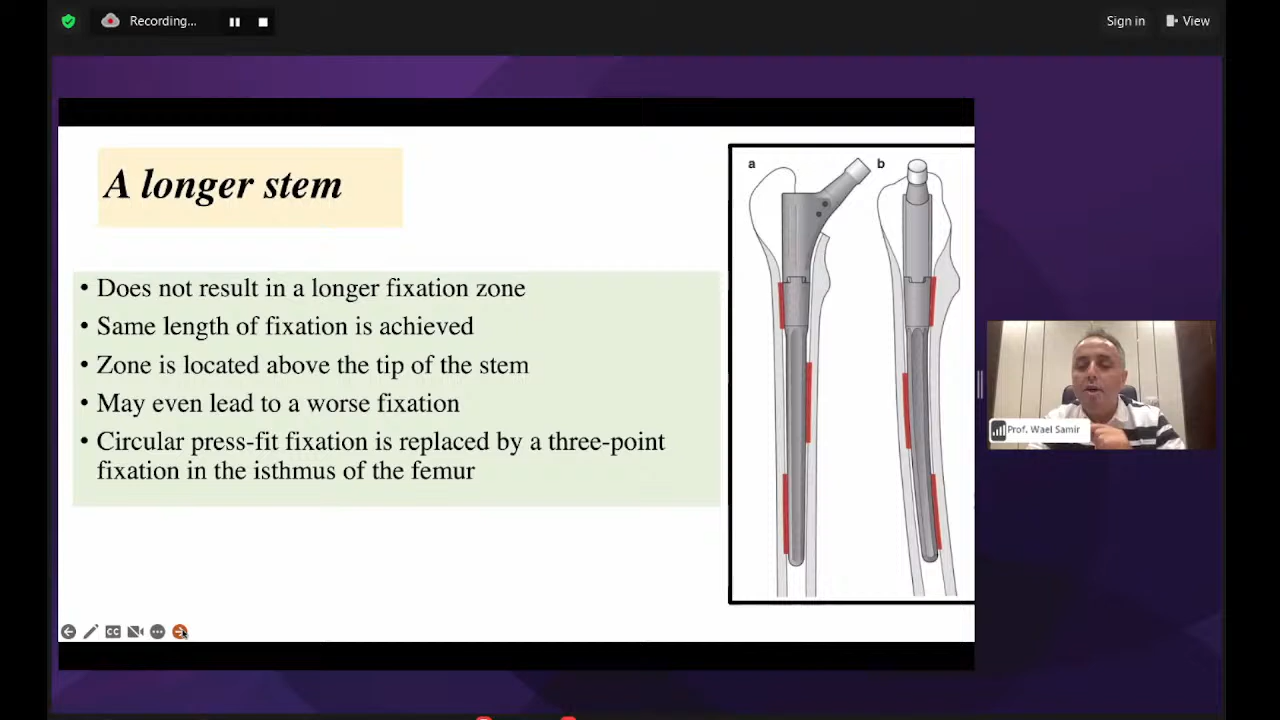 Recording...
Sign in
View
A longer stem
• Does not result in a longer fixation zone
• Same length of fixation is achieved
• Zone is located above the tip of the stem
• May even lead to a worse fixation
• Circular press-fit fixation is replaced by a three-point
fixation in the isthmus of the femur
a
b
Prof. Wael Samir
CC